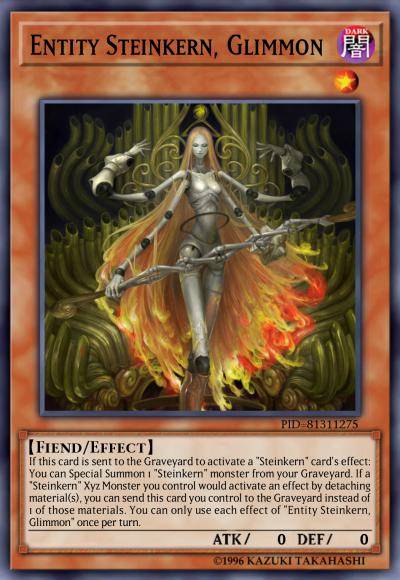 Entity Steinkern, Glimmon
DARK
闇
PID=81311275
【Fiend/Effect】
If this card is sent to the Graveyard to activate a "Steinkern" card's effect:
You can Special Summon 1 "Steinkern" monster from your Graveyard. If a
"Steinkern" Xyz Monster you control would activate an effect by detaching
material(s), you can send this card you control to the Graveyard instead of
1 of those materials. You can only use each effect of "Entity Steinkern,
Glimmon" once per turn.
ATK / 0 DEF / 0
©1996 KAZUKI TAKAHASHI